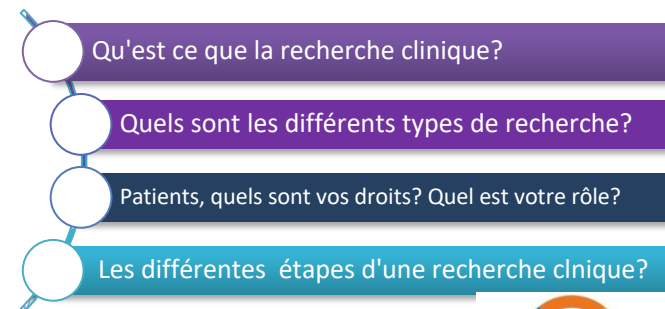 Qu'est ce que la recherche clinique?
Quels sont les différents types de recherche?
Patients, quels sont vos droits? Quel est votre rôle?
Les différentes  étapes d'une recherche clnique?